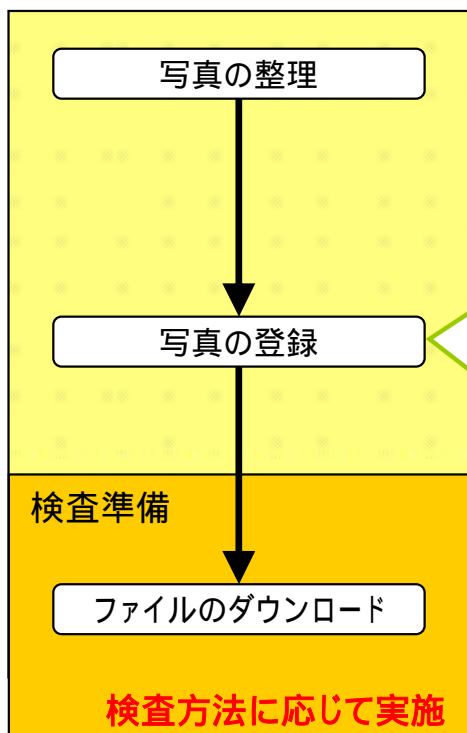 写真の整理
写真の登録
検査準備
ファイルのダウンロード
検査方法に応じて実施